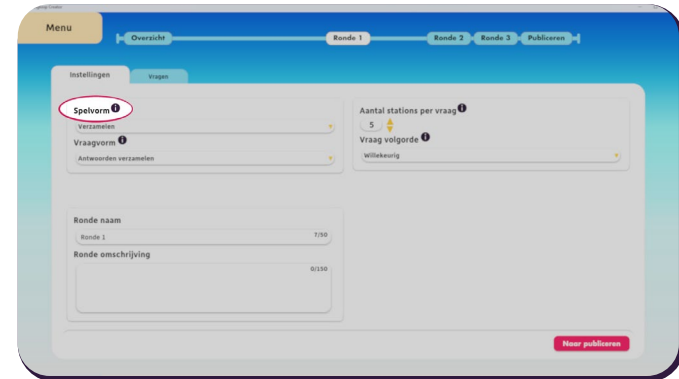 Menu
Overzicht Ronde 1 Ronde 2 Ronde 3 Publiceren
Instellingen Vragen
Spelvorm i
Verzamelen
Vraagvorm i
Antwoorden verzamelen
Aantal stations per vraag i
5
Vraag volgorde i
Willekeurig
Ronde naam
Ronde 1 7/50
Ronde omschrijving
0/150
Naar publiceren